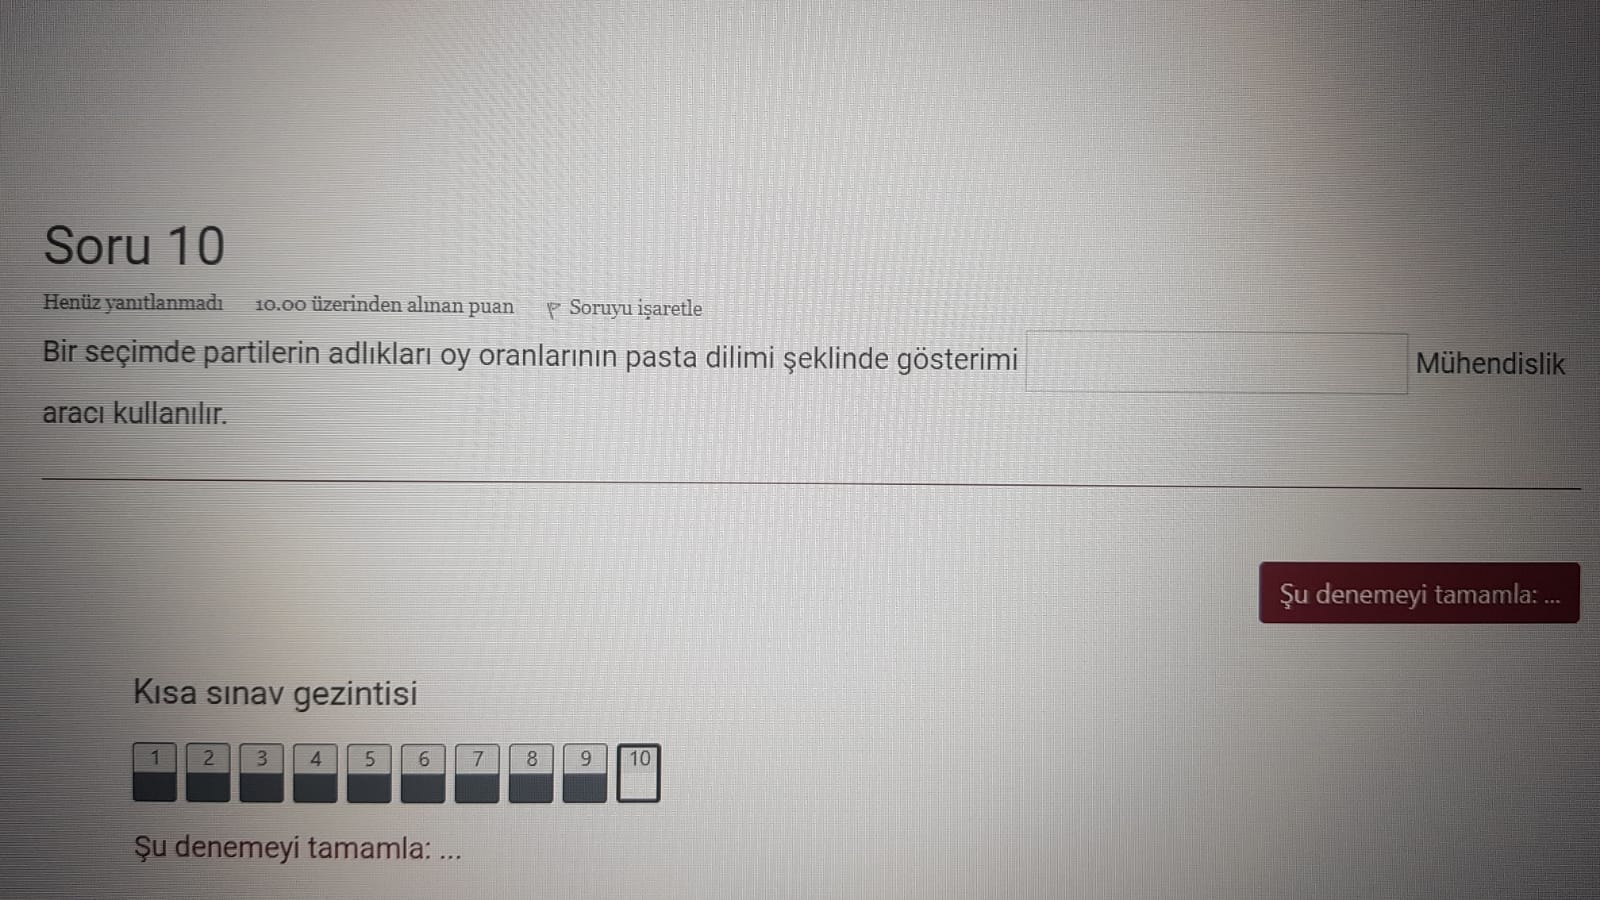 Soru 10
Henüz yanıtlanmadı 10.00 üzerinden alınan puan Soruyu işaretle
Bir seçimde partilerin adlıkları oy oranlarının pasta dilimi şeklinde gösterimi Mühendislik
aracı kullanılır.
Şu denemeyi tamamla: ...
Kısa sınav gezintisi
1 2 3 4 5 6 7 8 9 10
Şu denemeyi tamamla: ...